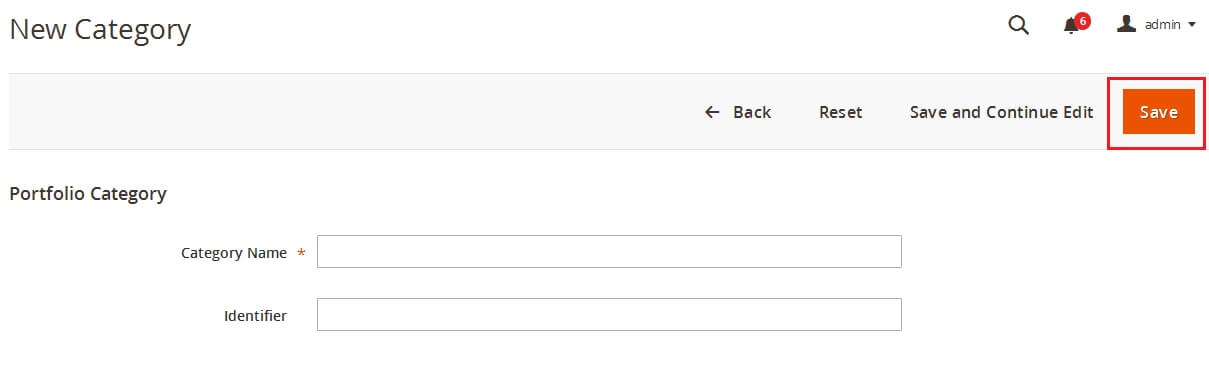 New Category
6
admin
Back Reset Save and Continue Edit Save
Portfolio Category
Category Name *
Identifier